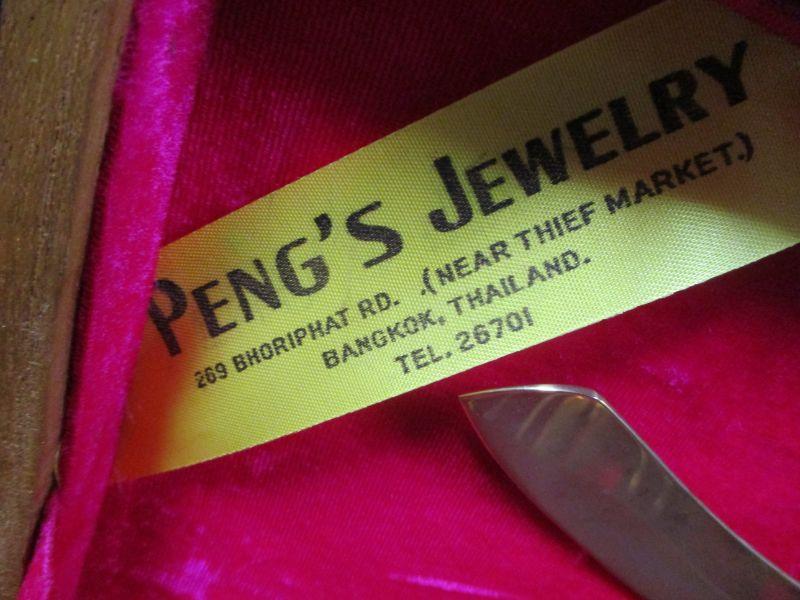 PENG'S JEWELRY
269 BHORIPHAT RD. .(NEAR THIEF MARKET.)
BANGKOK, THAILAND.
TEL. 26701